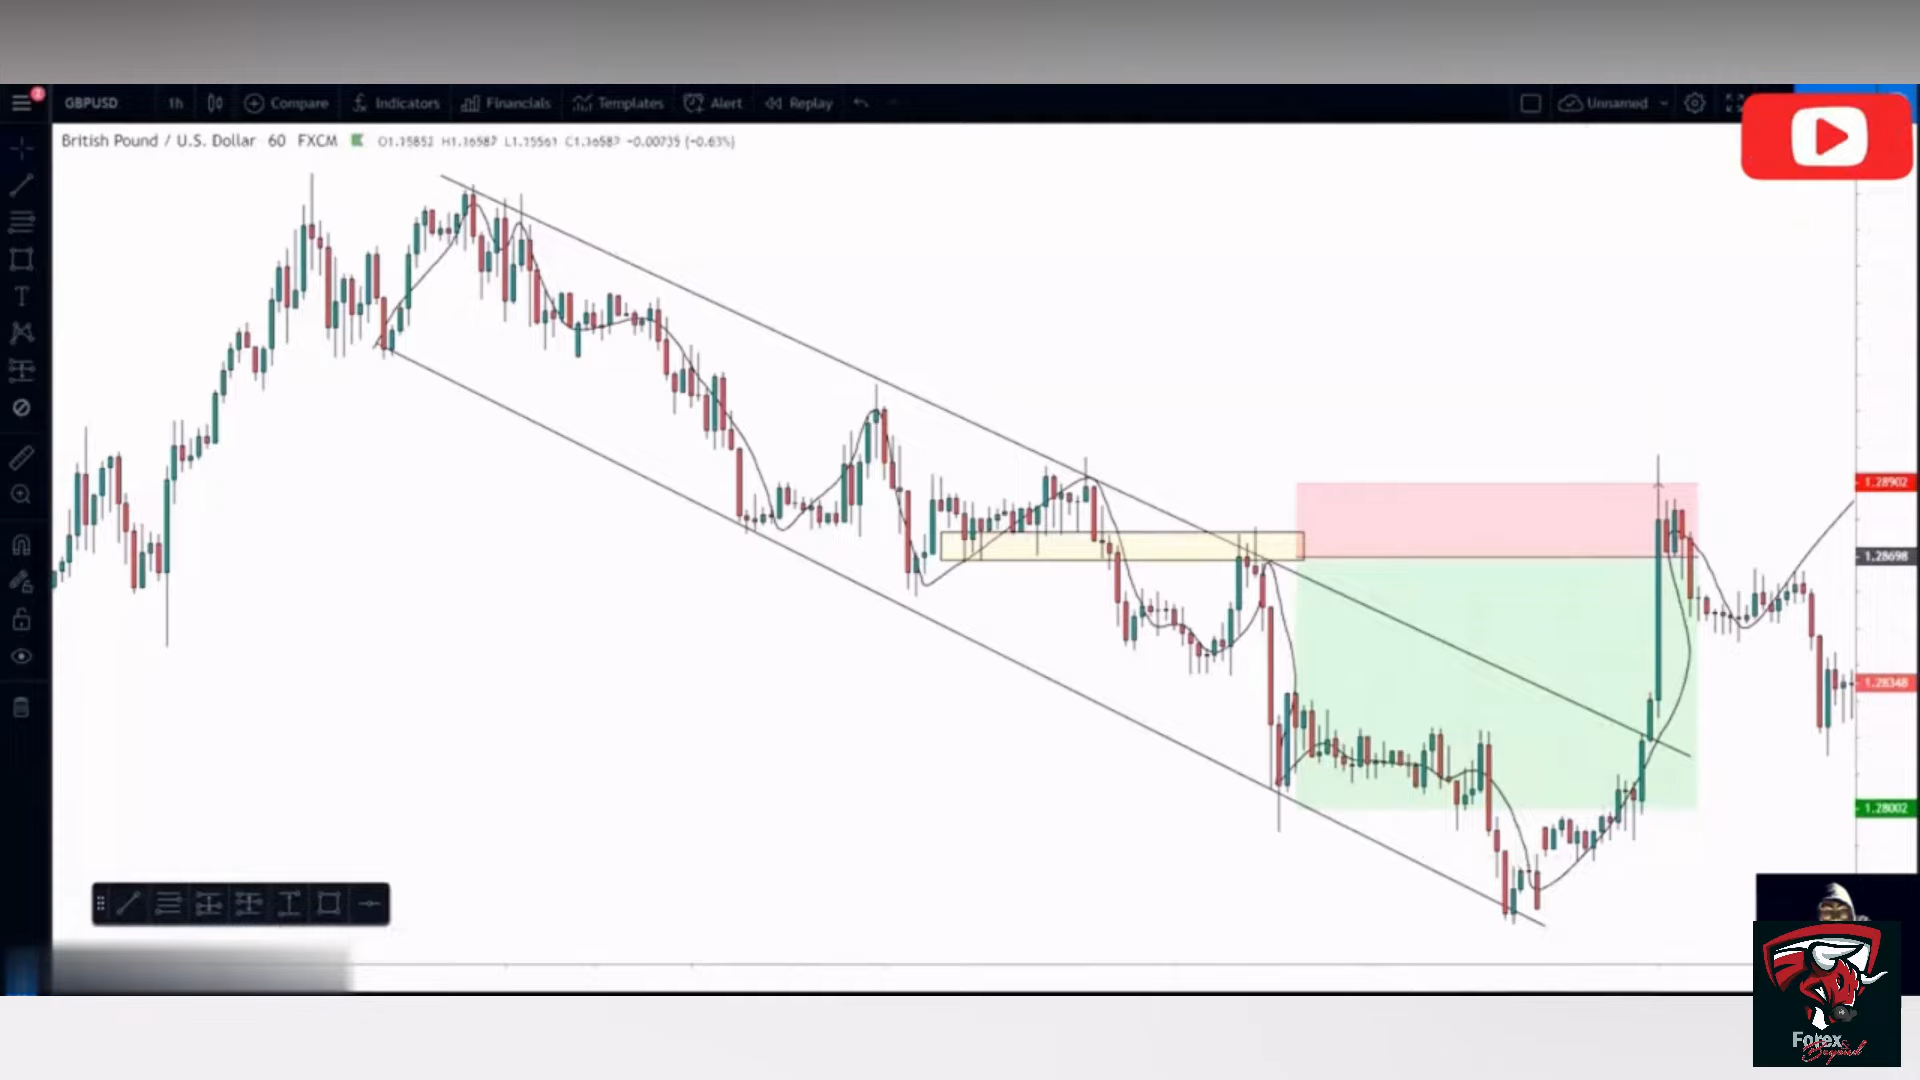 GBPUSD 1h Compare Indicators Financials Templates Alert Replay Unnamed
British Pound / U.S. Dollar 60 FXCM O1.35852 H1.36587 L1.35561 C1.36587 −0.00735 (−0.63%)
1.28902
1.28698
1.28348
1.28002
Forex
Beyond